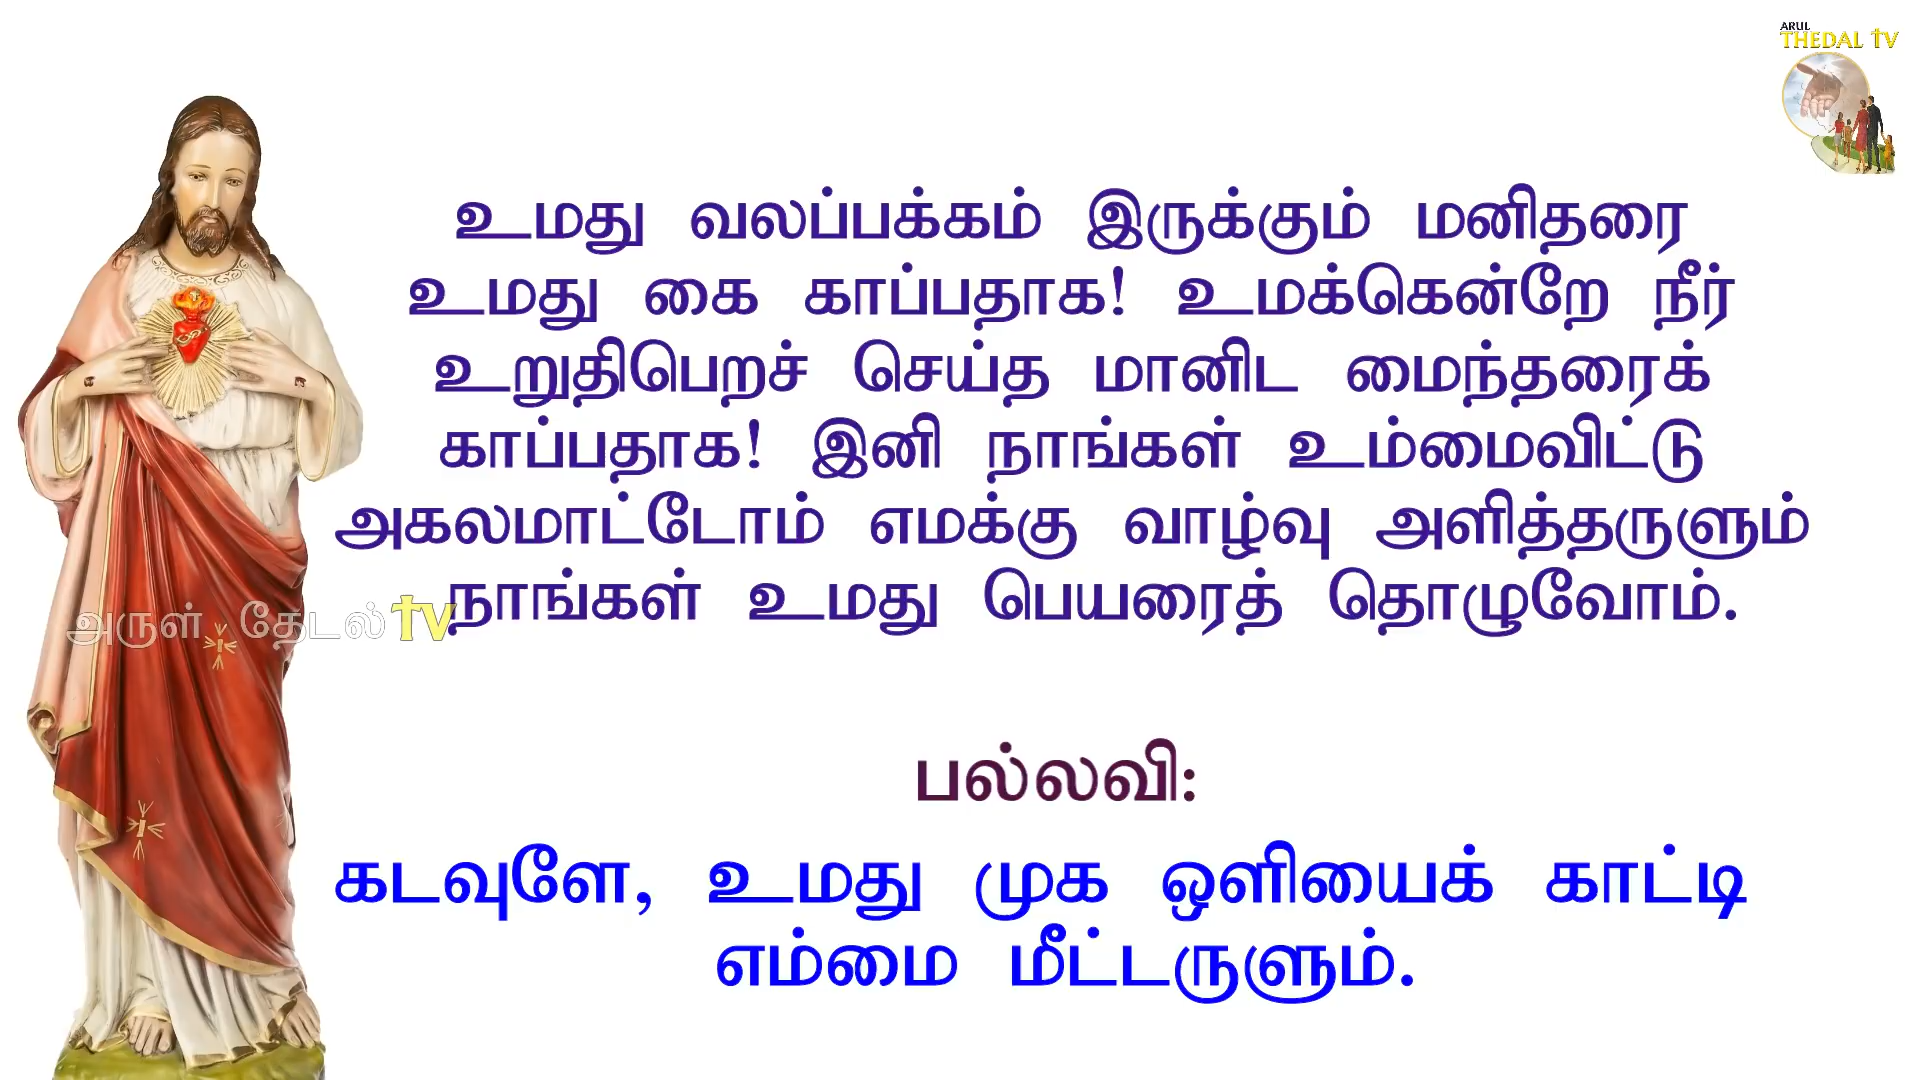 ARUL
THEDAL TV
உமது வலப்பக்கம் இருக்கும் மனிதரை
உமது கை காப்பதாக! உமக்கென்றே நீர்
உறுதிபெறச் செய்த மானிட மைந்தரைக்
காப்பதாக! இனி நாங்கள் உம்மைவிட்டு
அகலமாட்டோம் எமக்கு வாழ்வு அளித்தருளும்
நாங்கள் உமது பெயரைத் தொழுவோம்.
அருள் தேடல் TV
பல்லவி:
கடவுளே, உமது முக ஒளியைக் காட்டி
எம்மை மீட்டருளும்.